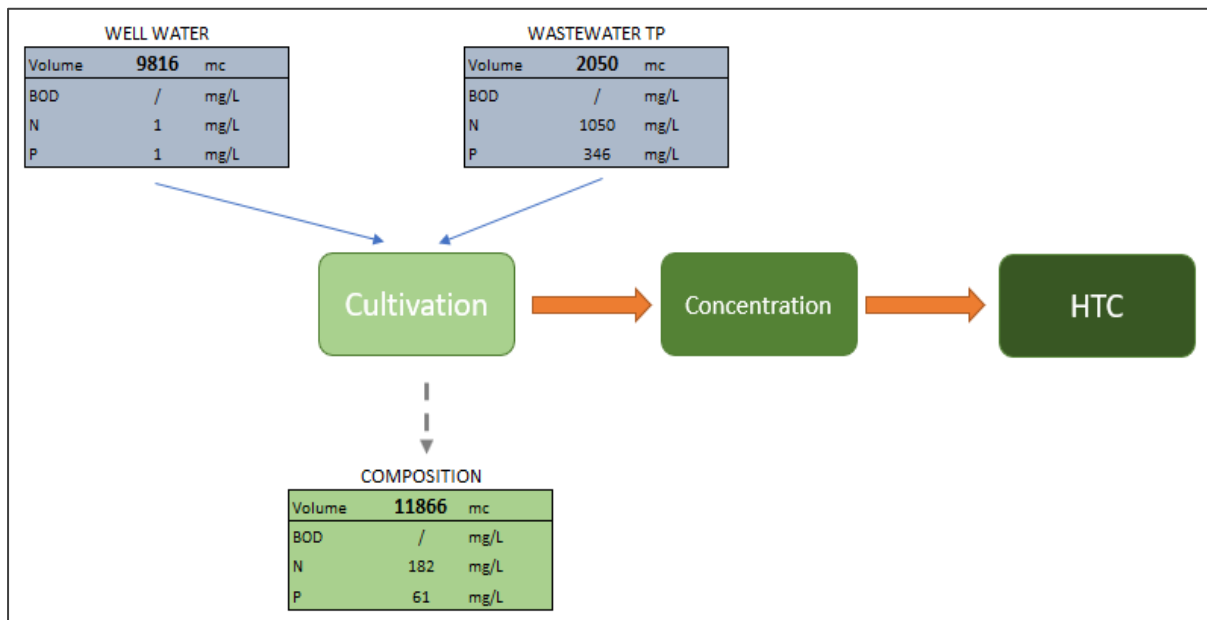 WELL WATER
Volume 9816 mc
BOD / mg/L
N 1 mg/L
P 1 mg/L
WASTEWATER TP
Volume 2050 mc
BOD / mg/L
N 1050 mg/L
P 346 mg/L
Cultivation
Concentration
HTC
COMPOSITION
Volume 11866 mc
BOD / mg/L
N 182 mg/L
P 61 mg/L